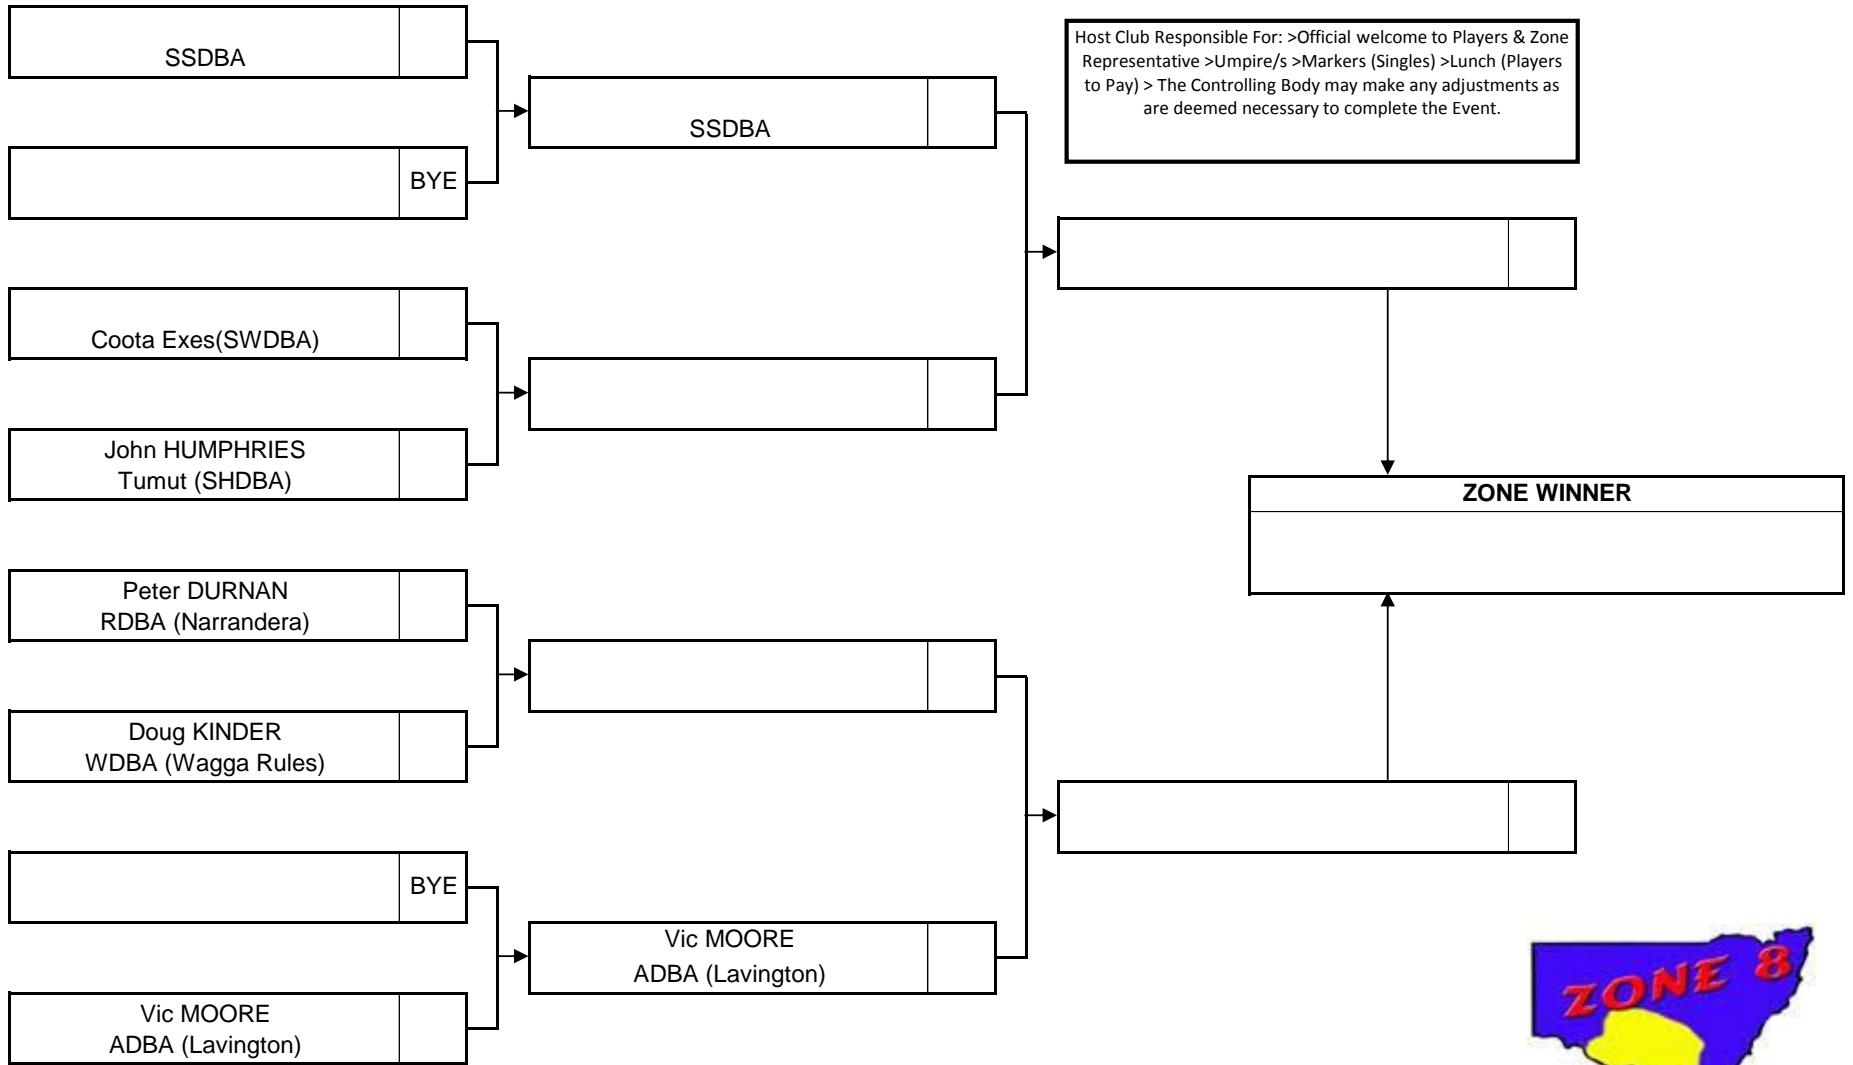 SSDBA
BYE
Coota Exes(SWDBA)
John HUMPHRIES
Tumut (SHDBA)
Peter DURNAN
RDBA (Narrandera)
Doug KINDER
WDBA (Wagga Rules)
BYE
Vic MOORE
ADBA (Lavington)
SSDBA
Vic MOORE
ADBA (Lavington)
Host Club Responsible For: >Official welcome to Players & Zone
Representative >Umpire/s >Markers (Singles) >Lunch (Players
to Pay) > The Controlling Body may make any adjustments as
are deemed necessary to complete the Event.
ZONE WINNER
ZONE 8